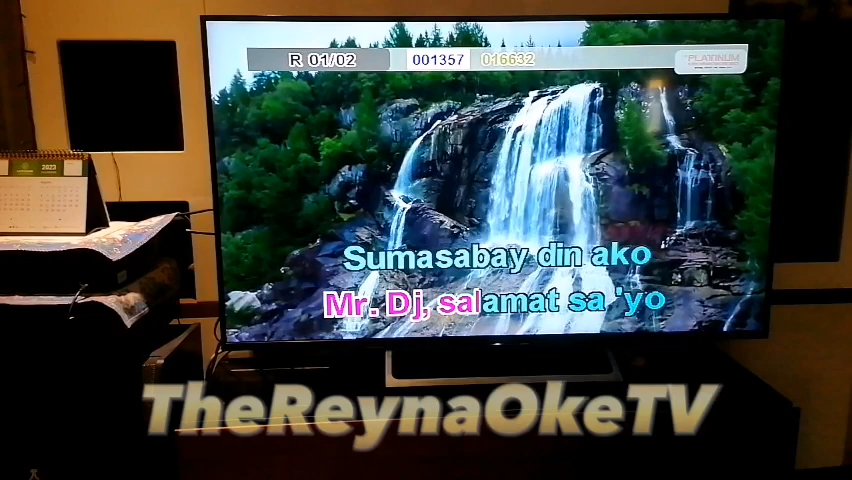 R 01/02 001357 016632 PLATINUM
2023
Sumasabay din ako
Mr. Dj, salamat sa 'yo
TheReynaOkeTV